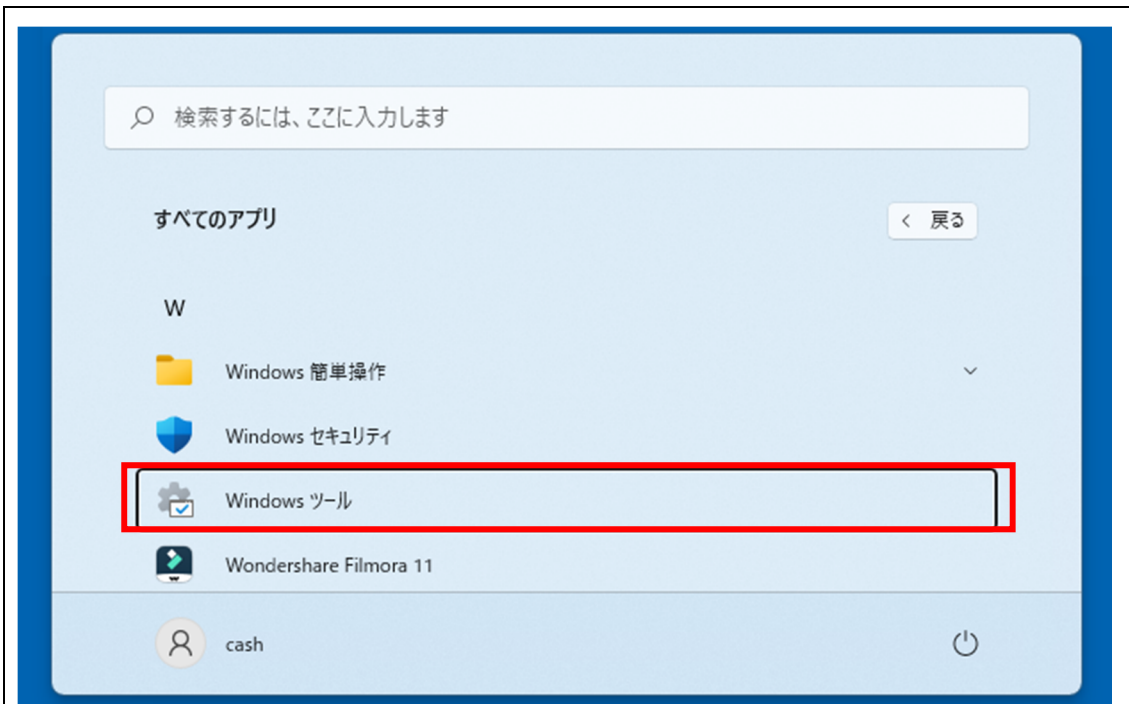 検索するには、ここに入力します
すべてのアプリ
戻る
W
Windows 簡単操作
Windows セキュリティ
Windows ツール
Wondershare Filmora 11
cash